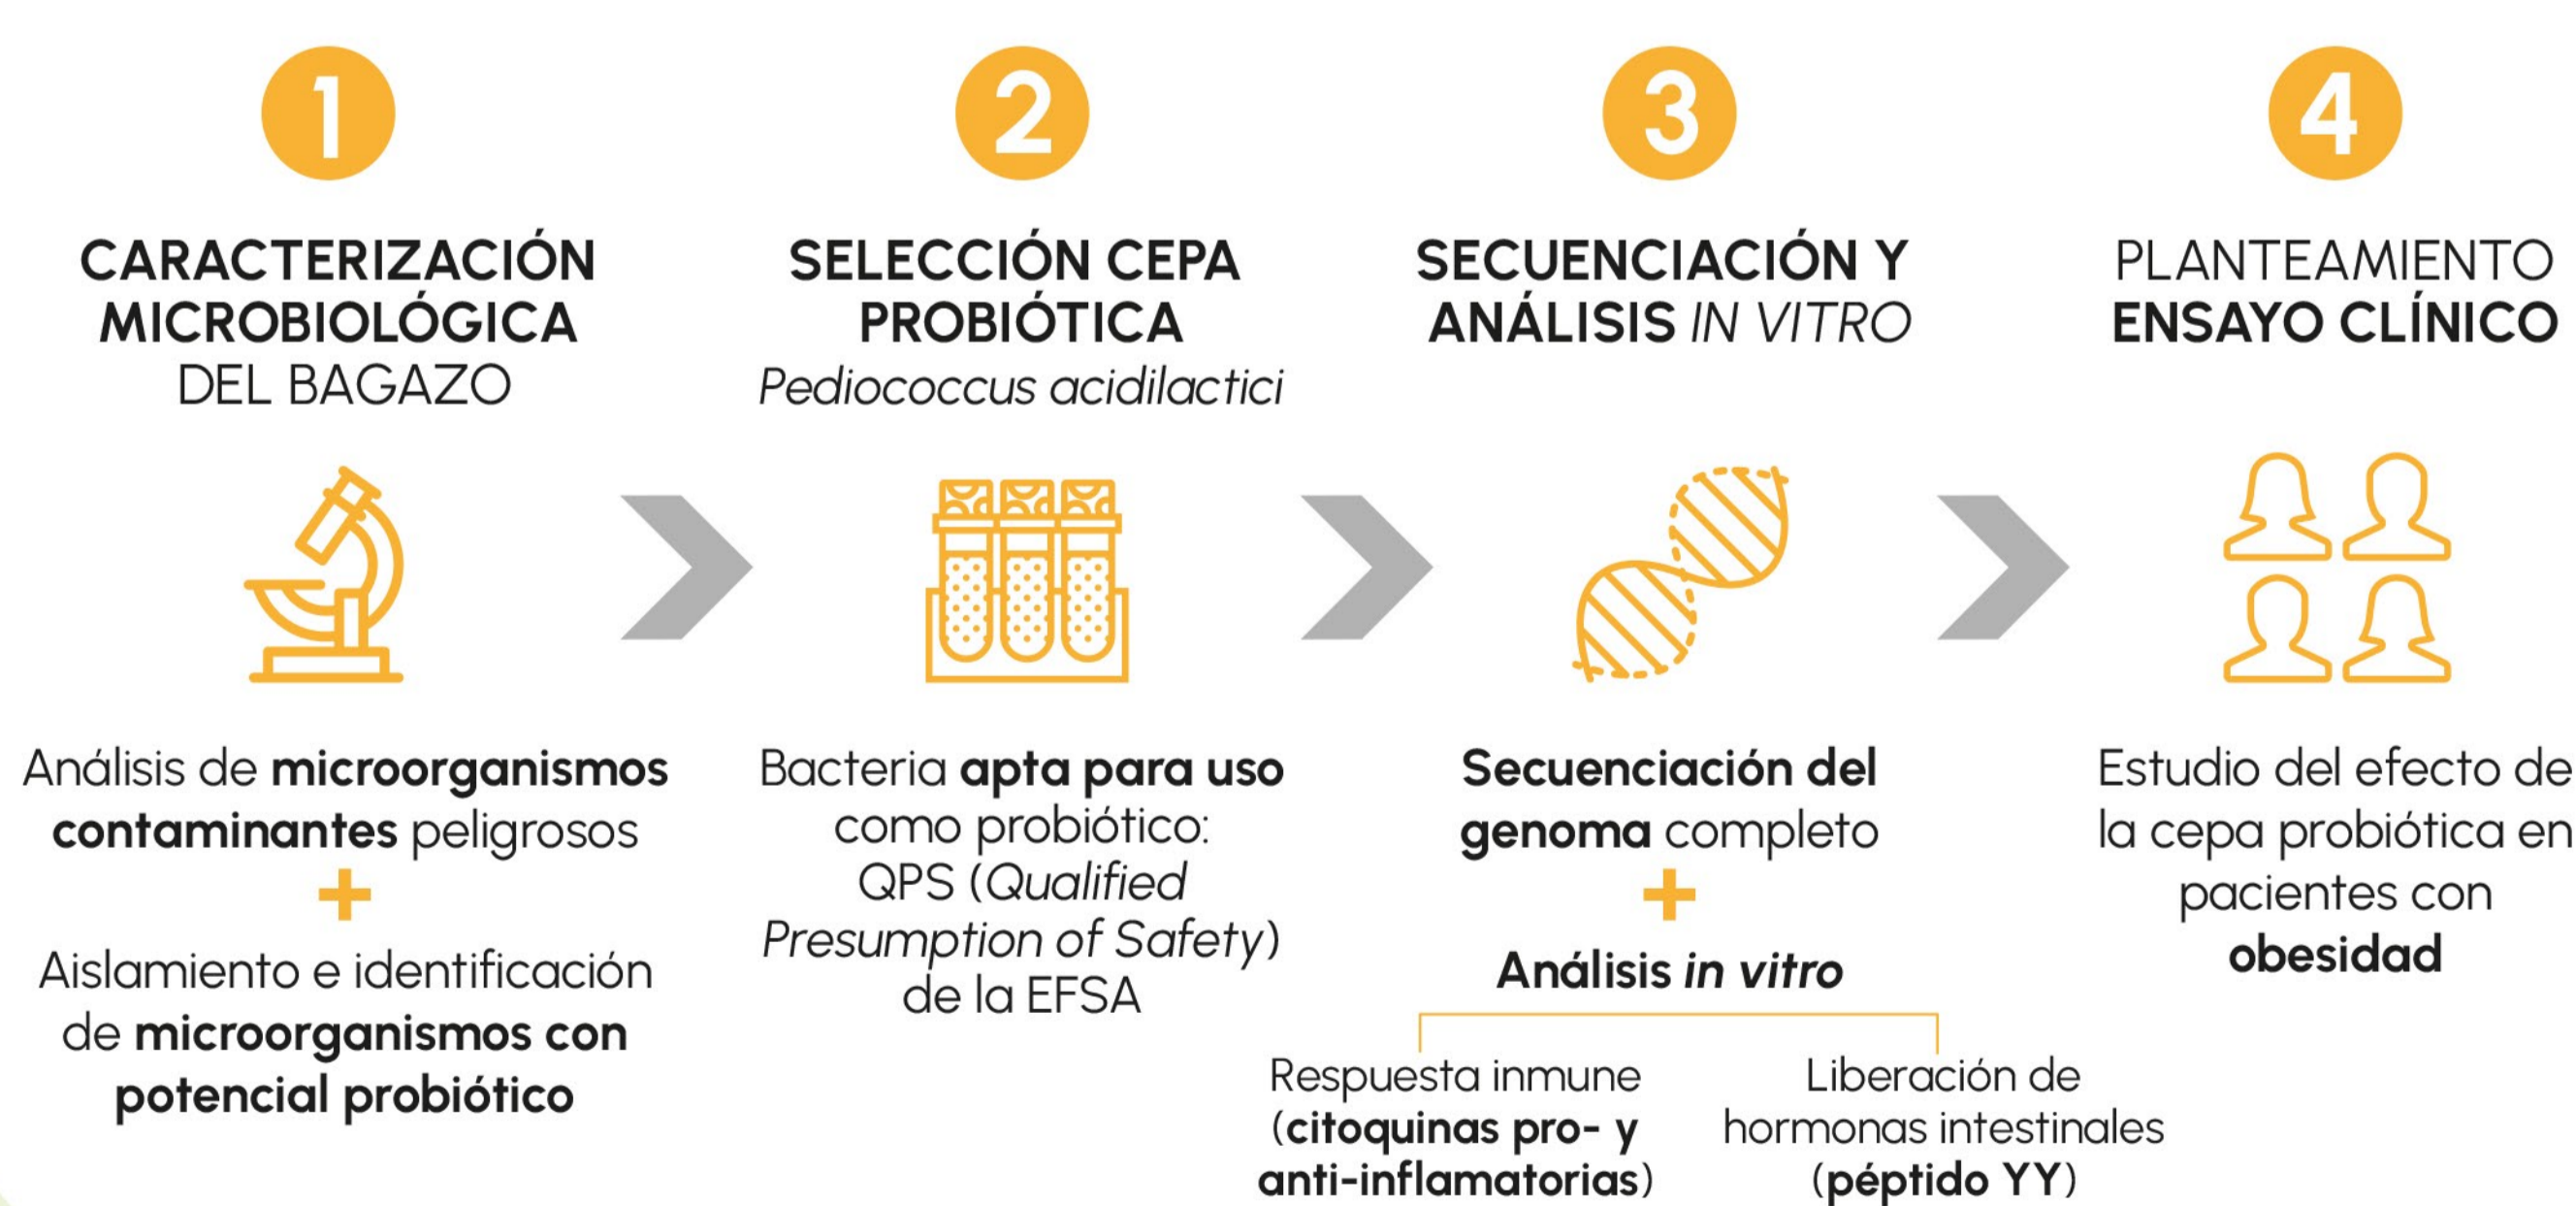 1
CARACTERIZACIÓN
MICROBIOLÓGICA
DEL BAGAZO
Análisis de microorganismos
contaminantes peligrosos
+
Aislamiento e identificación
de microorganismos con
potencial probiótico
2
SELECCIÓN CEPA
PROBIÓTICA
Pediococcus acidilactici
Bacteria apta para uso
como probiótico:
QPS (Qualified
Presumption of Safety)
de la EFSA
3
SECUENCIACIÓN Y
ANÁLISIS IN VITRO
Secuenciación del
genoma completo
+
Análisis in vitro
Respuesta inmune
(citoquinas pro- y
anti-inflamatorias)
Liberación de
hormonas intestinales
(péptido YY)
4
PLANTEAMIENTO
ENSAYO CLÍNICO
Estudio del efecto de
la cepa probiótica en
pacientes con
obesidad